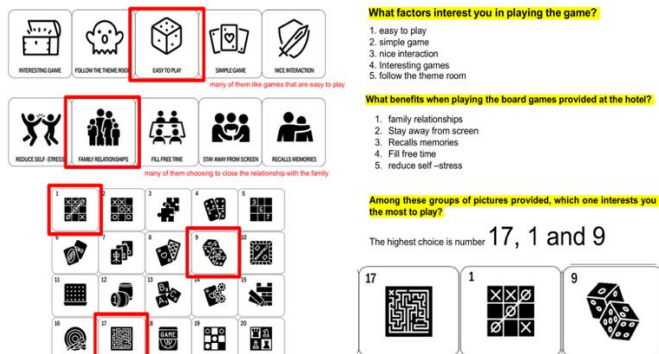 INTERESTING GAME
FOLLOW THE THEME ROO
EASY TO PLAY
SIMPLE GAME
NICE INTERACTION
many of them like games that are easy to play
REDUCE SELF-STRESS
FAMILY RELATIONSHIPS
FILL FREE TIME
STAY AWAY FROM SCREEN
RECALLS MEMORIES
many of them choosing to close the relationship with the family
1
2
3
4
5
6
7
8
9
10
11
12
13
14
15
16
17
18
19
20
GAME
What factors interest you in playing the game?
1. easy to play
2. simple game
3. nice interaction
4. Interesting games
5. follow the theme room
What benefits when playing the board games provided at the hotel?
1. family relationships
2. Stay away from screen
3. Recalls memories
4. Fill free time
5. reduce self –stress
Among these groups of pictures provided, which one interests you
the most to play?
The highest choice is number 17, 1 and 9
17
1
9